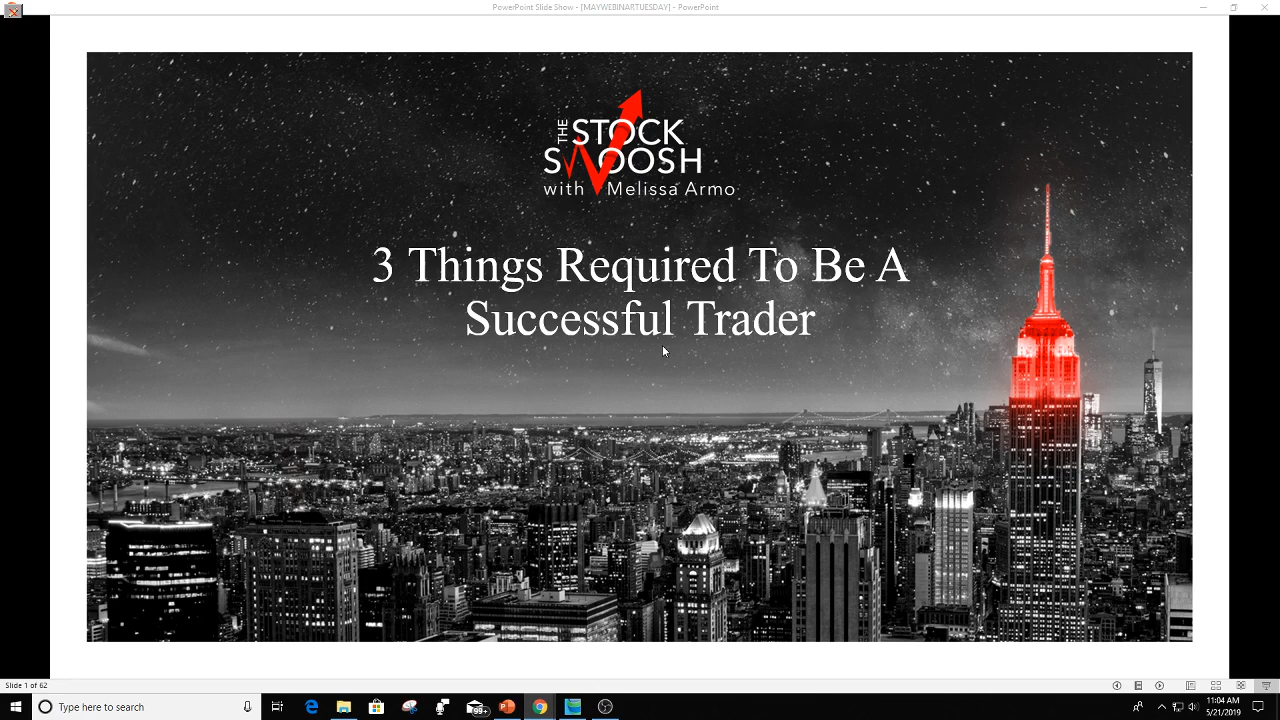 PowerPoint Slide Show - [MAYWEBINARTUESDAY] - PowerPoint
THE STOCK
SWOOSH
with Melissa Armo
3 Things Required To Be A
Successful Trader
Slide 1 of 62
Type here to search
99+
11:04 AM
5/21/2019